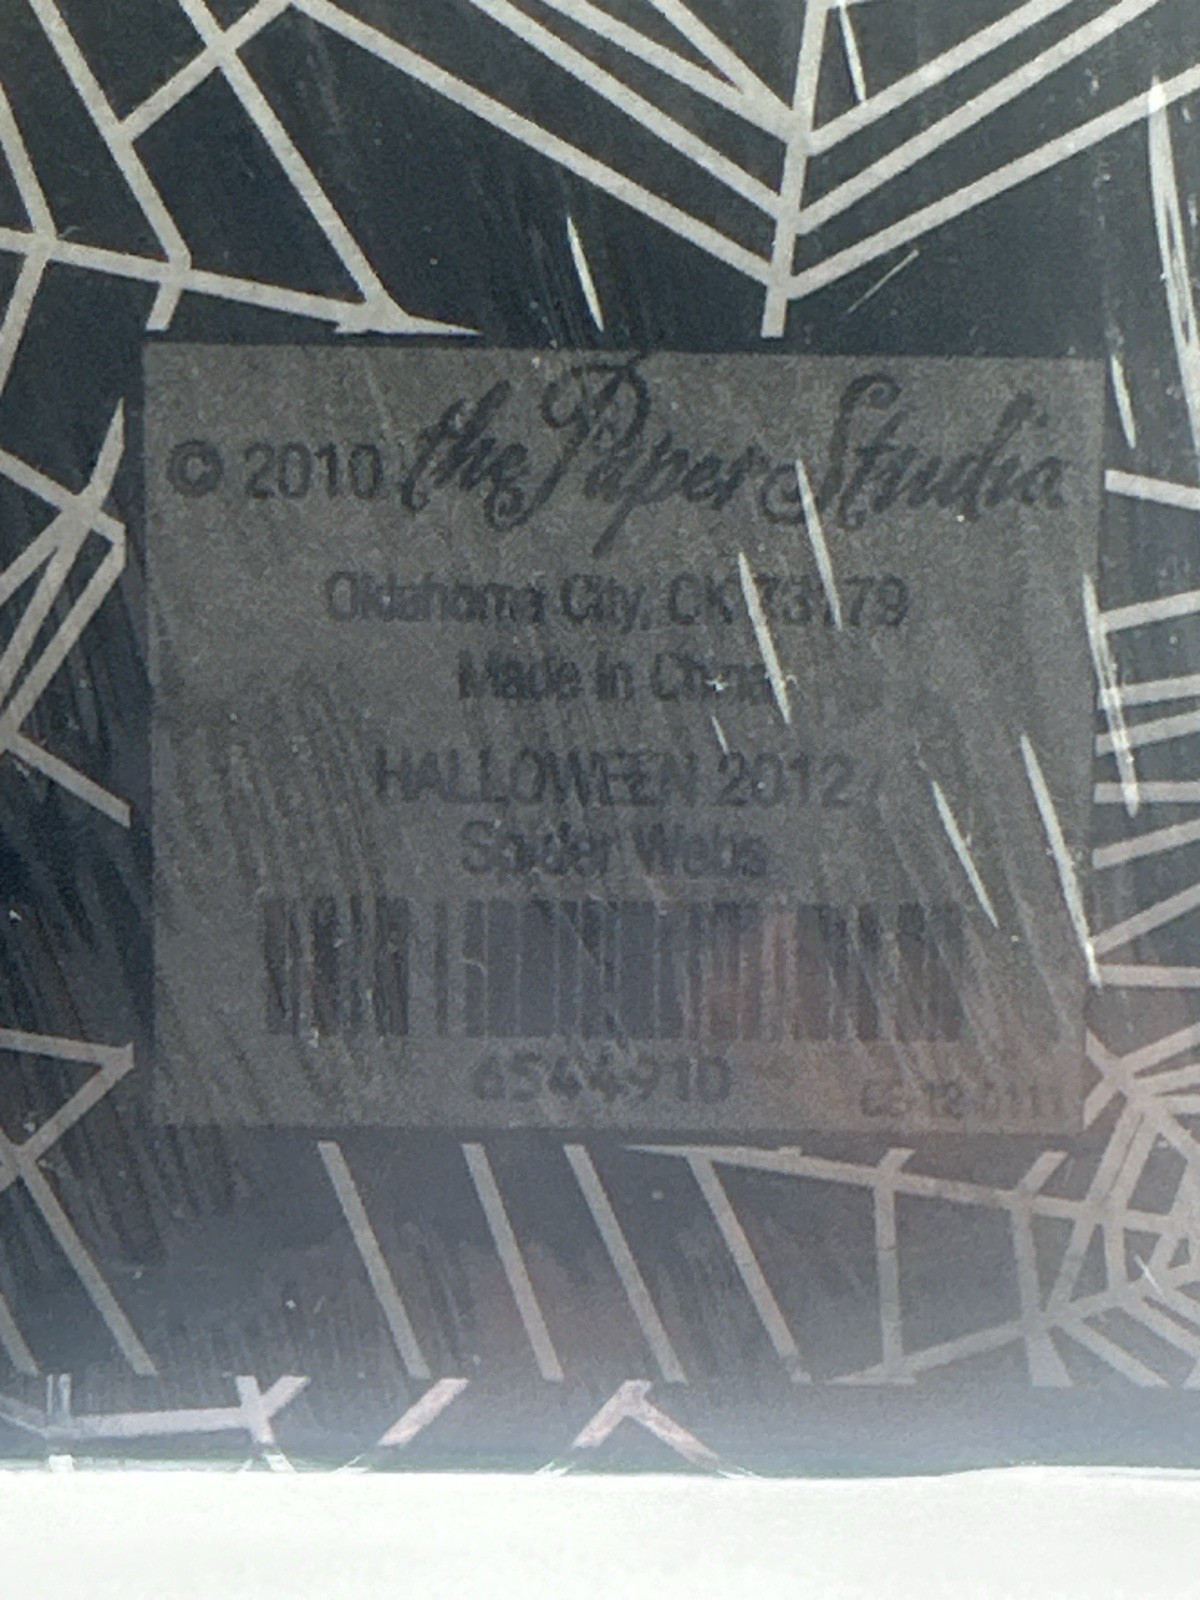 © 2010 the Paper Studio
Oklahoma City, OK 73179
Made in China
HALLOWEEN 2012
Spider Webs
6544910